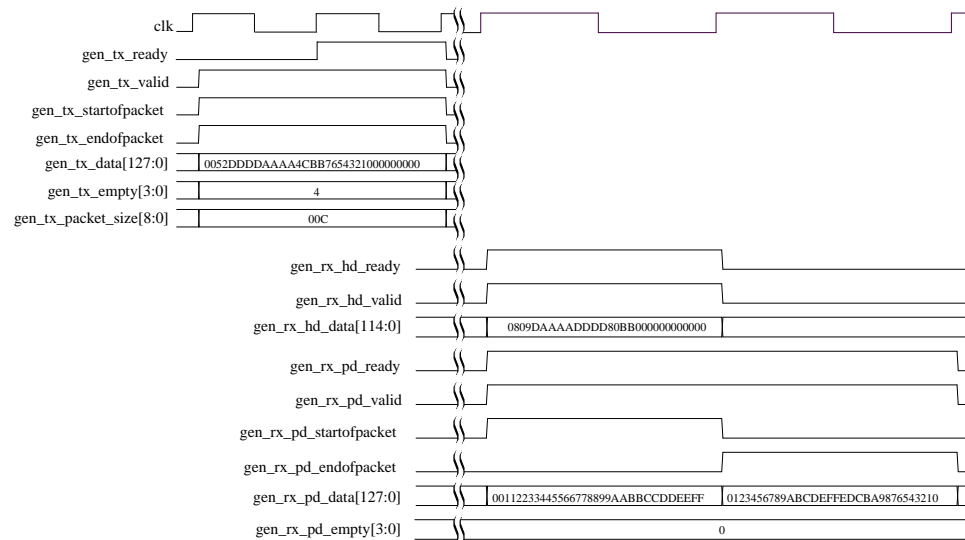 clk
gen_tx_ready
gen_tx_valid
gen_tx_startofpacket
gen_tx_endofpacket
gen_tx_data[127:0] 0052DDDDAAAA4CBB7654321000000000
gen_tx_empty[3:0] 4
gen_tx_packet_size[8:0] 00C
gen_rx_hd_ready
gen_rx_hd_valid
gen_rx_hd_data[114:0] 0809DAAAADDDD80BB000000000000
gen_rx_pd_ready
gen_rx_pd_valid
gen_rx_pd_startofpacket
gen_rx_pd_endofpacket
gen_rx_pd_data[127:0] 00112233445566778899AABBCCDDEEFF 0123456789ABCDEFFEDCBA9876543210
gen_rx_pd_empty[3:0] 0